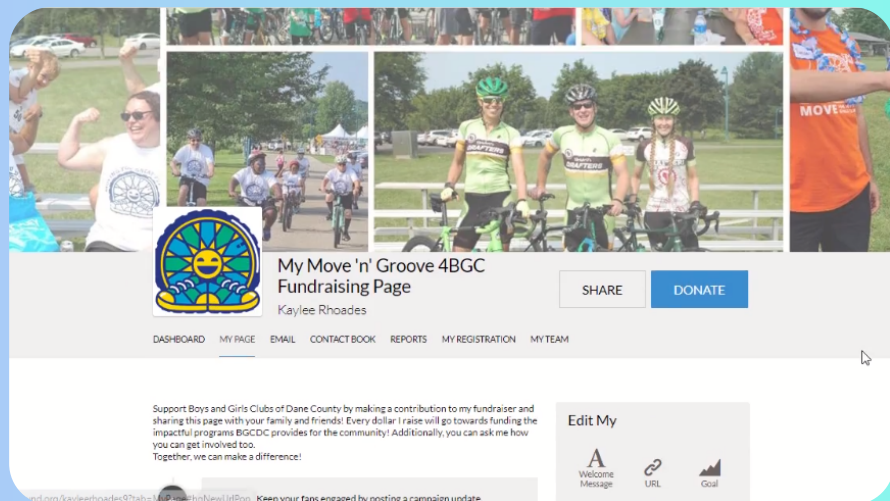 MOVE
My Move 'n' Groove 4BGC
Fundraising Page
Kaylee Rhoades
SHARE
DONATE
DASHBOARD
MY PAGE
EMAIL
CONTACT BOOK
REPORTS
MY REGISTRATION
MY TEAM
Support Boys and Girls Clubs of Dane County by making a contribution to my fundraiser and
sharing this page with your family and friends! Every dollar I raise will go towards funding the
impactful programs BGCDC provides for the community! Additionally, you can ask me how
you can get involved too.
Together, we can make a difference!
Edit My
A
Welcome
Message
URL
Goal
Keep your fans engaged by posting a campaign update